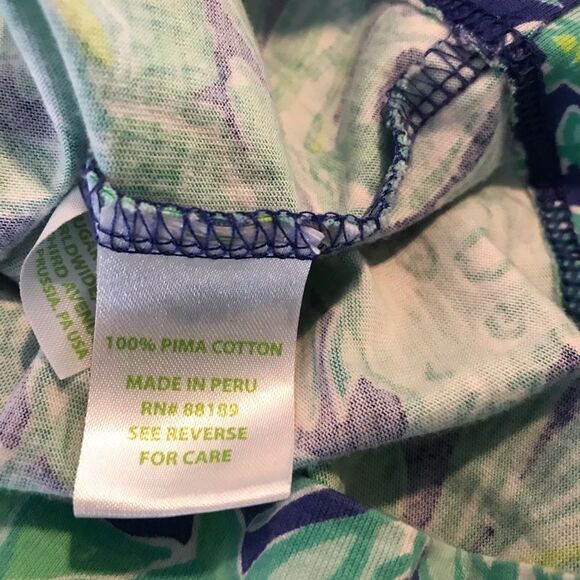 100% PIMA COTTON
MADE IN PERU
RN# 88189
SEE REVERSE
FOR CARE
PRUSSIA, PA USA